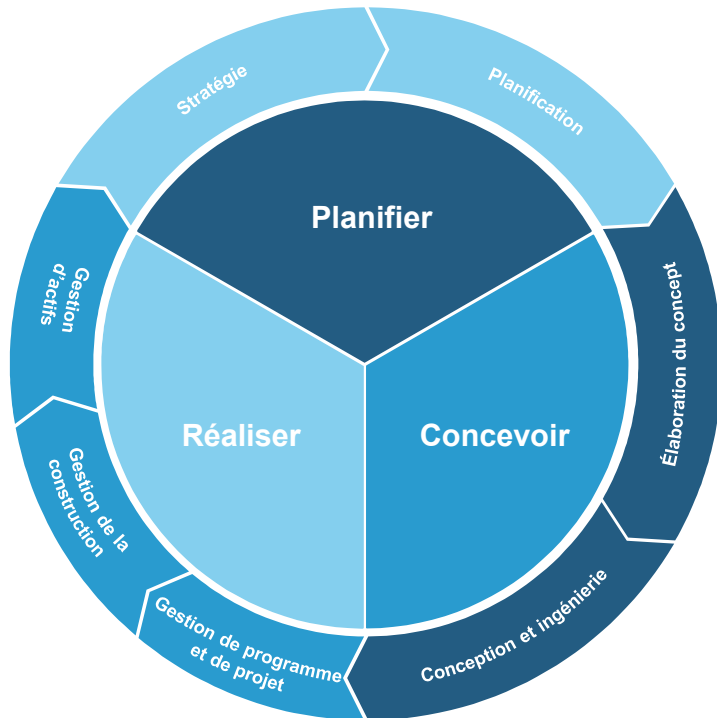 Stratégie
Planification
Élaboration du concept
Conception et ingénierie
Gestion de programme
et de projet
Gestion de la
construction
Gestion
d'actifs
Planifier
Concevoir
Réaliser